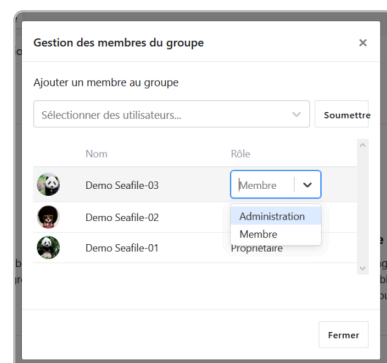 Gestion des membres du groupe
Ajouter un membre au groupe
Sélectionner des utilisateurs...
Soumettre
Nom Rôle
Demo Seafile-03 Membre
Demo Seafile-02
Administration
Membre
Demo Seafile-01 Propriétaire
Fermer